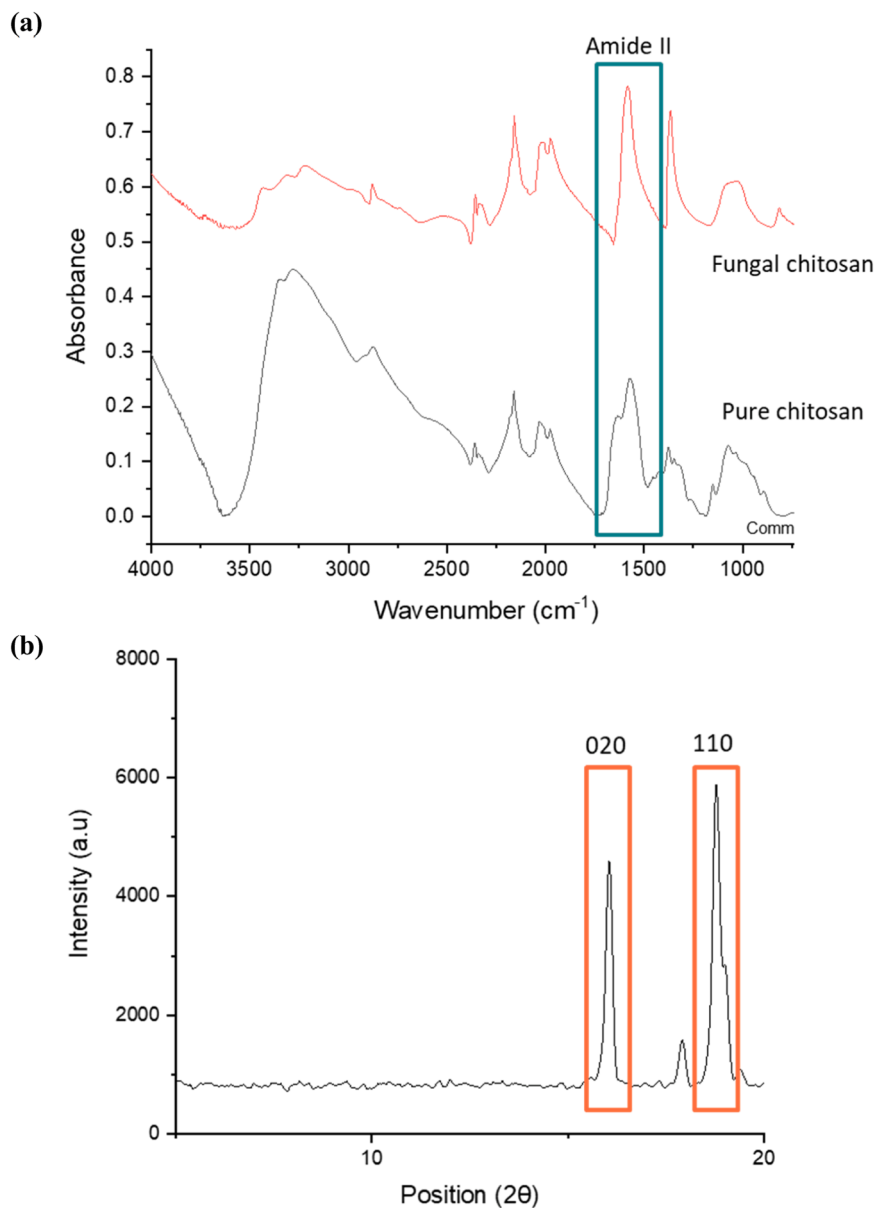 (a)
Amide II
0.8
0.7
0.6
0.5
0.4
0.3
0.2
0.1
0.0
Absorbance
Fungal chitosan
Pure chitosan
Comm
4000 3500 3000 2500 2000 1500 1000
Wavenumber (cm⁻¹)
(b)
8000
6000
4000
2000
0
Intensity (a.u)
020 110
10 20
Position (2θ)